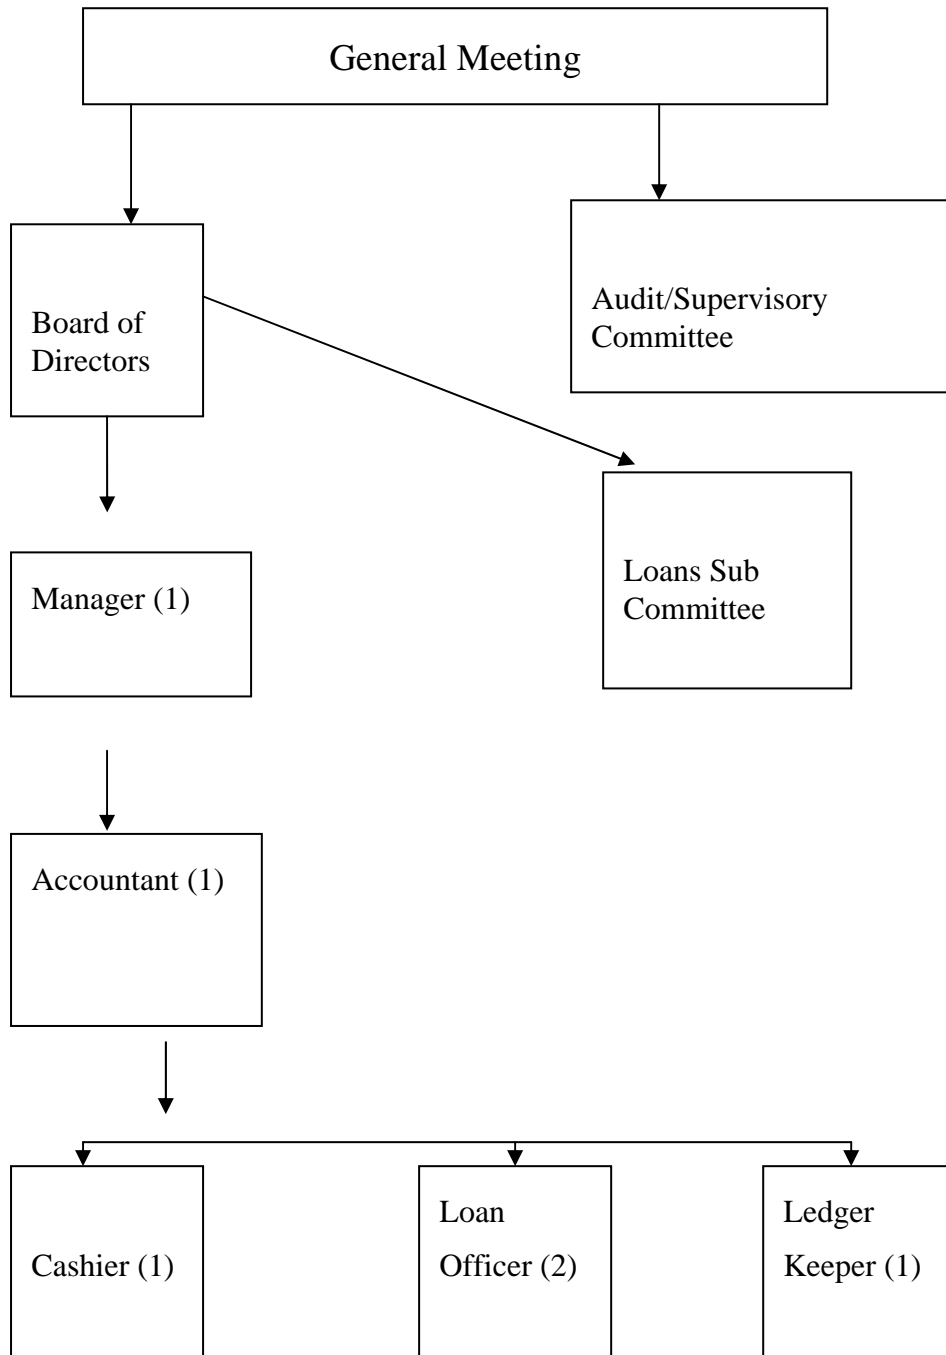 General Meeting
Audit/Supervisory
Committee
Board of
Directors
Loans Sub
Committee
Manager (1)
Accountant (1)
Cashier (1)
Loan
Officer (2)
Ledger
Keeper (1)